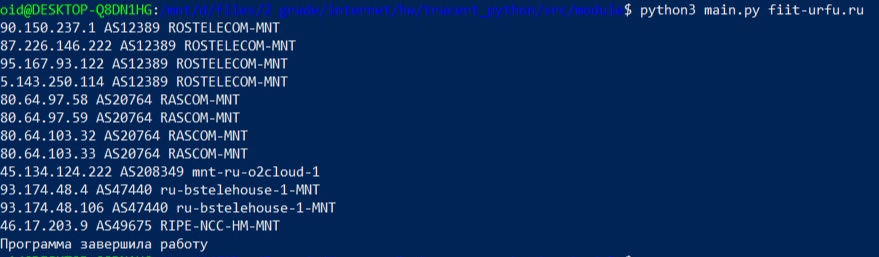 oid@DESKTOP-Q8DN1HG:/mnt/d/files/2 grade/internet/hw/tracert_python/src/module$ python3 main.py fiit-urfu.ru
90.150.237.1 AS12389 ROSTELECOM-MNT
87.226.146.222 AS12389 ROSTELECOM-MNT
95.167.93.122 AS12389 ROSTELECOM-MNT
5.143.250.114 AS12389 ROSTELECOM-MNT
80.64.97.58 AS20764 RASCOM-MNT
80.64.97.59 AS20764 RASCOM-MNT
80.64.103.32 AS20764 RASCOM-MNT
80.64.103.33 AS20764 RASCOM-MNT
45.134.124.222 AS208349 mnt-ru-o2cloud-1
93.174.48.4 AS47440 ru-bstelehouse-1-MNT
93.174.48.106 AS47440 ru-bstelehouse-1-MNT
46.17.203.9 AS49675 RIPE-NCC-HM-MNT
Программа завершила работу